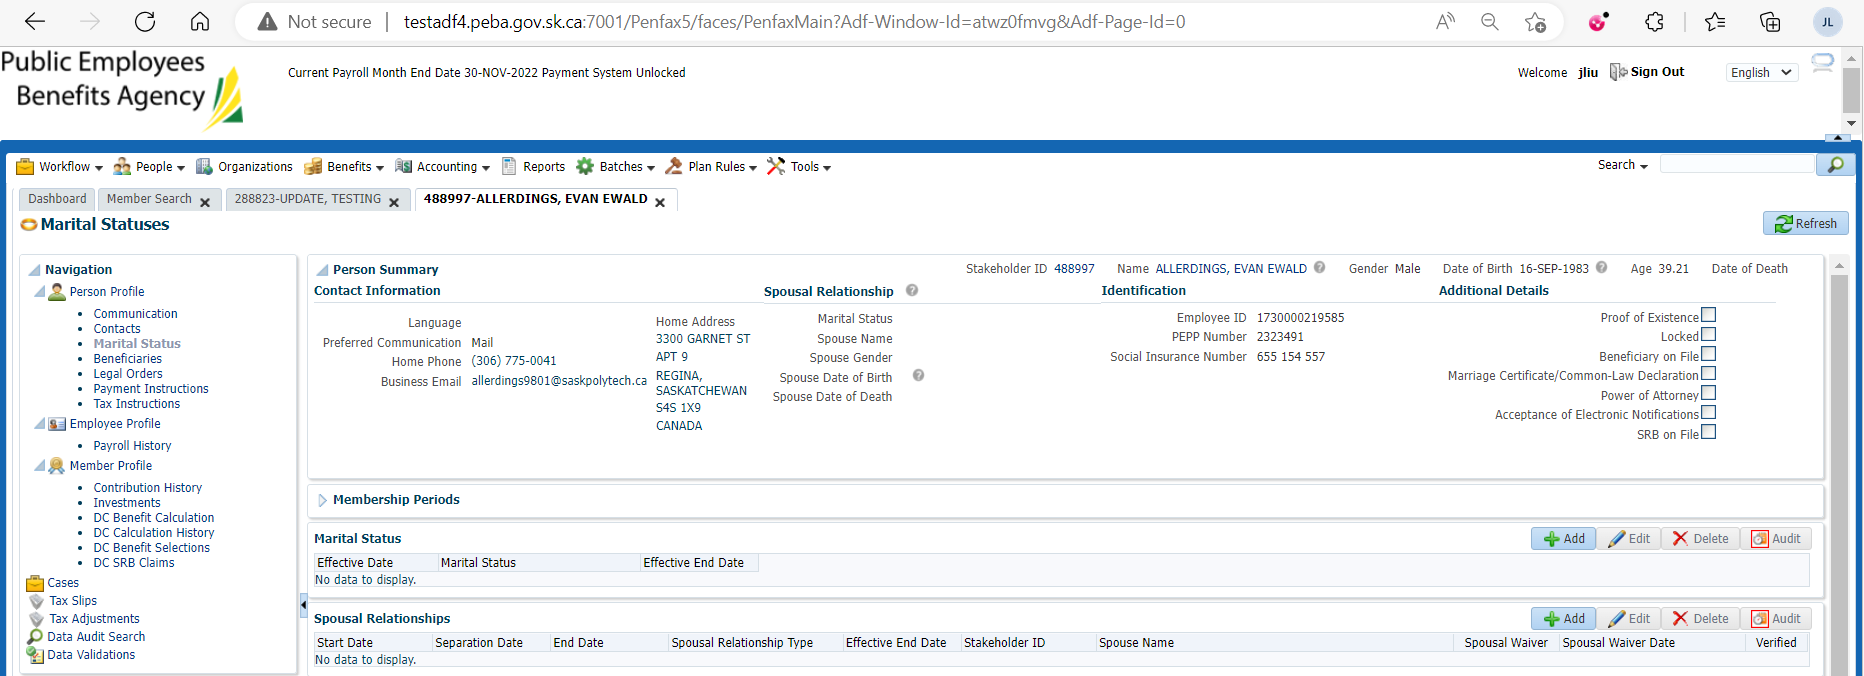 Not secure | testadf4.peba.gov.sk.ca:7001/Penfax5/faces/PenfaxMain?Adf-Window-Id=atwz0fmvg&Adf-Page-Id=0
JL
Public Employees
Benefits Agency
Current Payroll Month End Date 30-NOV-2022 Payment System Unlocked
Welcome jliu Sign Out English
Workflow People Organizations Benefits Accounting Reports Batches Plan Rules Tools Search
Dashboard Member Search 288823-UPDATE, TESTING 488997-ALLERDINGS, EVAN EWALD
Marital Statuses Refresh
Navigation
Person Profile
Communication
Contacts
Marital Status
Beneficiaries
Legal Orders
Payment Instructions
Tax Instructions
Employee Profile
Payroll History
Member Profile
Contribution History
Investments
DC Benefit Calculation
DC Calculation History
DC Benefit Selections
DC SRB Claims
Cases
Tax Slips
Tax Adjustments
Data Audit Search
Data Validations
Person Summary Stakeholder ID 488997 Name ALLERDINGS, EVAN EWALD Gender Male Date of Birth 16-SEP-1983 Age 39.21 Date of Death
Contact Information
Language
Preferred Communication Mail
Home Phone (306) 775-0041
Business Email allerdings9801@saskpolytech.ca
Home Address
3300 GARNET ST
APT 9
REGINA,
SASKATCHEWAN
S4S 1X9
CANADA
Spousal Relationship
Marital Status
Spouse Name
Spouse Gender
Spouse Date of Birth
Spouse Date of Death
Identification
Employee ID 1730000219585
PEPP Number 2323491
Social Insurance Number 655 154 557
Additional Details
Proof of Existence
Locked
Beneficiary on File
Marriage Certificate/Common-Law Declaration
Power of Attorney
Acceptance of Electronic Notifications
SRB on File
Membership Periods
Marital Status Add Edit Delete Audit
Effective Date Marital Status Effective End Date
No data to display.
Spousal Relationships Add Edit Delete Audit
Start Date Separation Date End Date Spousal Relationship Type Effective End Date Stakeholder ID Spouse Name Spousal Waiver Spousal Waiver Date Verified
No data to display.